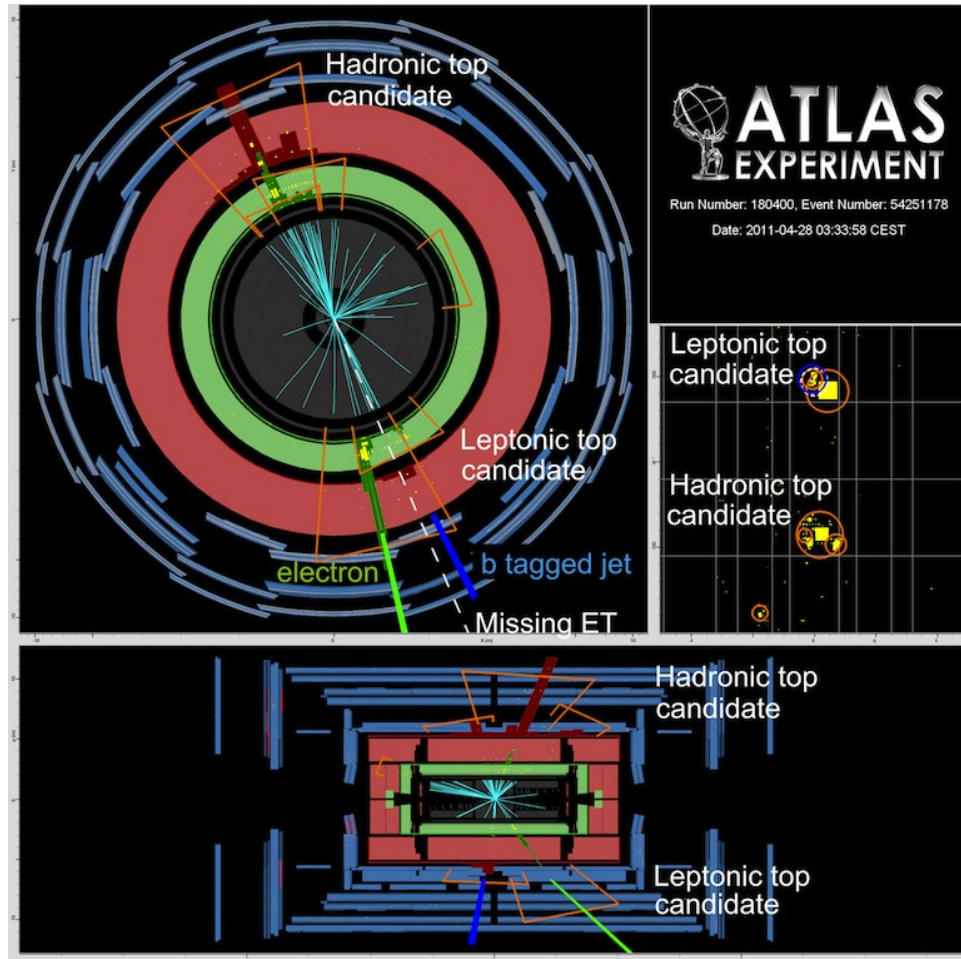 Hadronic top
candidate
Leptonic top
candidate
electron
b tagged jet
Missing ET
ATLAS
EXPERIMENT
Run Number: 180400, Event Number: 54251178
Date: 2011-04-28 03:33:58 CEST
Leptonic top
candidate
Hadronic top
candidate
Hadronic top
candidate
Leptonic top
candidate